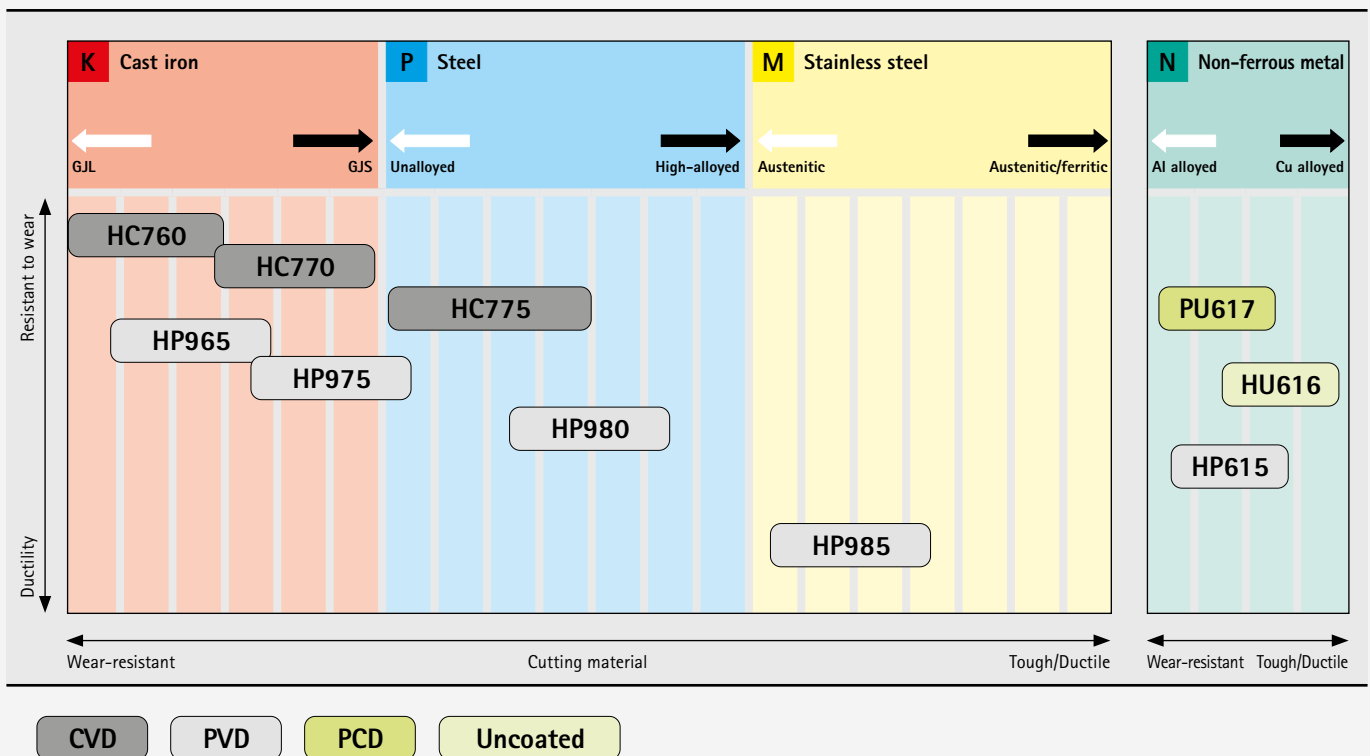 K Cast iron
P Steel
M Stainless steel
N Non-ferrous metal
GJL
GJS
Unalloyed
High-alloyed
Austenitic
Austenitic/ferritic
Al alloyed
Cu alloyed
Resistant to wear
Ductility
HC760
HC770
HC775
PU617
HP965
HP975
HU616
HP980
HP615
HP985
Wear-resistant
Cutting material
Tough/Ductile
Wear-resistant
Tough/Ductile
CVD
PVD
PCD
Uncoated